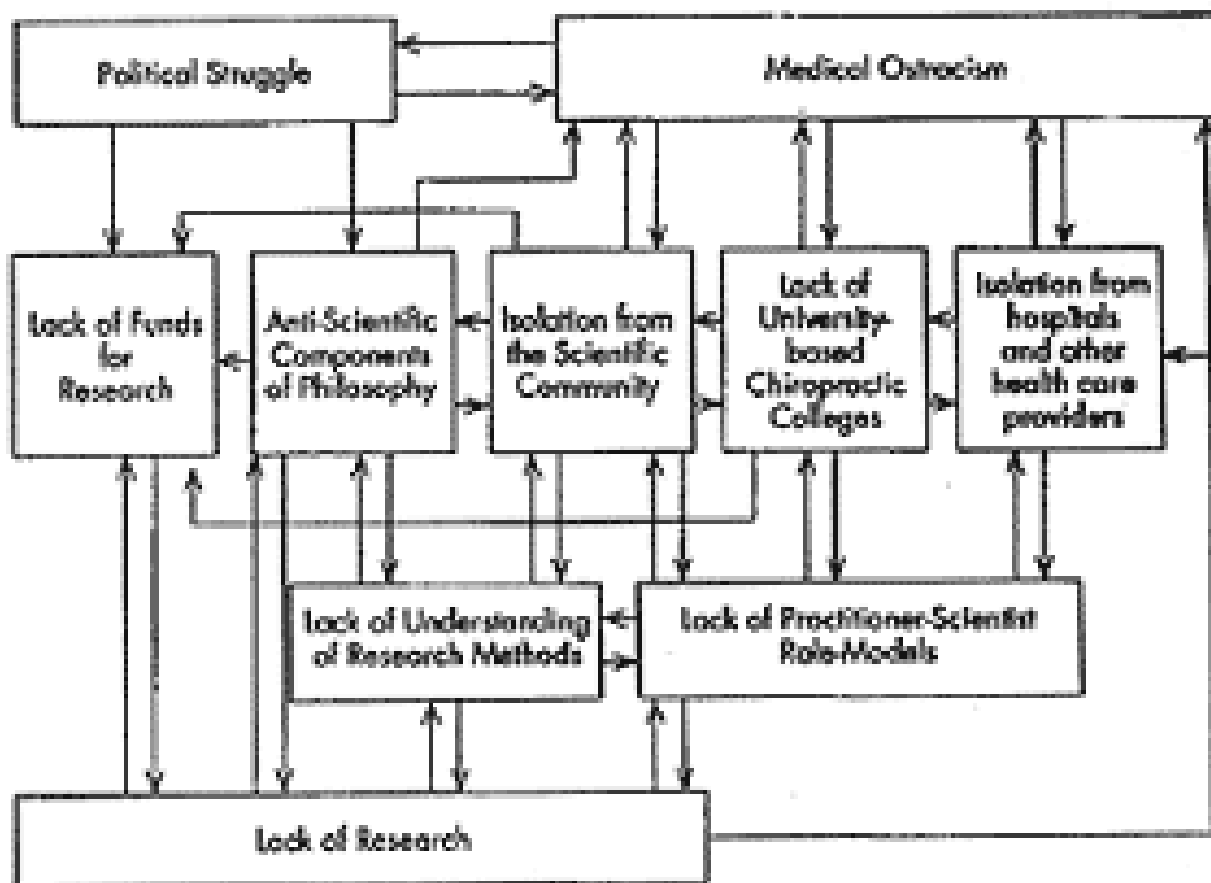 Political Struggle
Medical Ostracism
Lack of Funds
for
Research
Anti-Scientific
Components
of Philosophy
Isolation from
the Scientific
Community
Lack of
University-
based
Chiropractic
Colleges
Isolation from
hospitals
and other
health care
providers
Lack of Understanding
of Research Methods
Lack of Practitioner-Scientist
Role-Models
Lack of Research